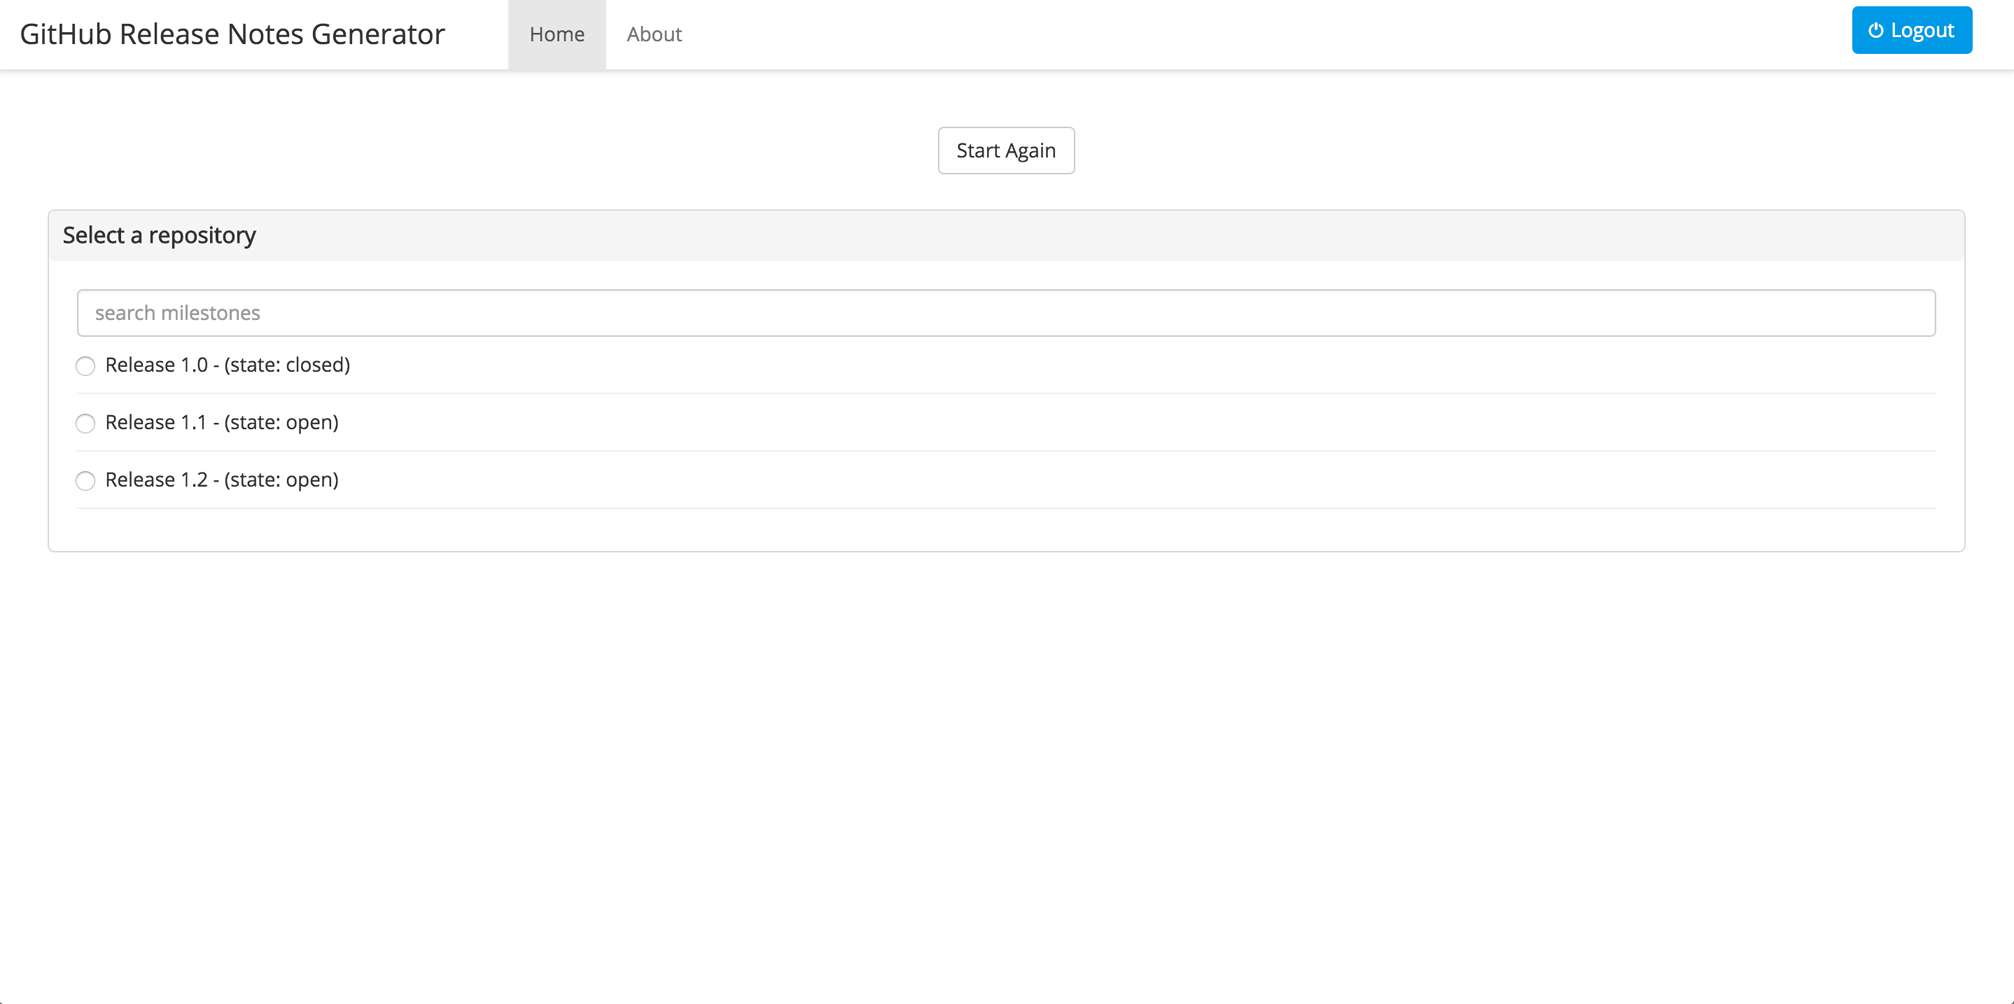 GitHub Release Notes Generator Home About Logout
Start Again
Select a repository
search milestones
Release 1.0 - (state: closed)
Release 1.1 - (state: open)
Release 1.2 - (state: open)